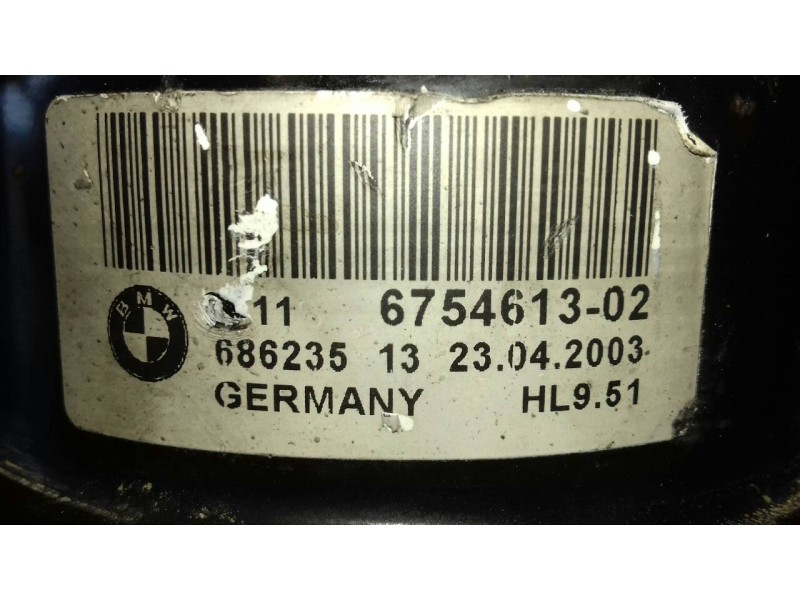 BMW
11 6754613-02
686235 13 23.04.2003
GERMANY HL9.51